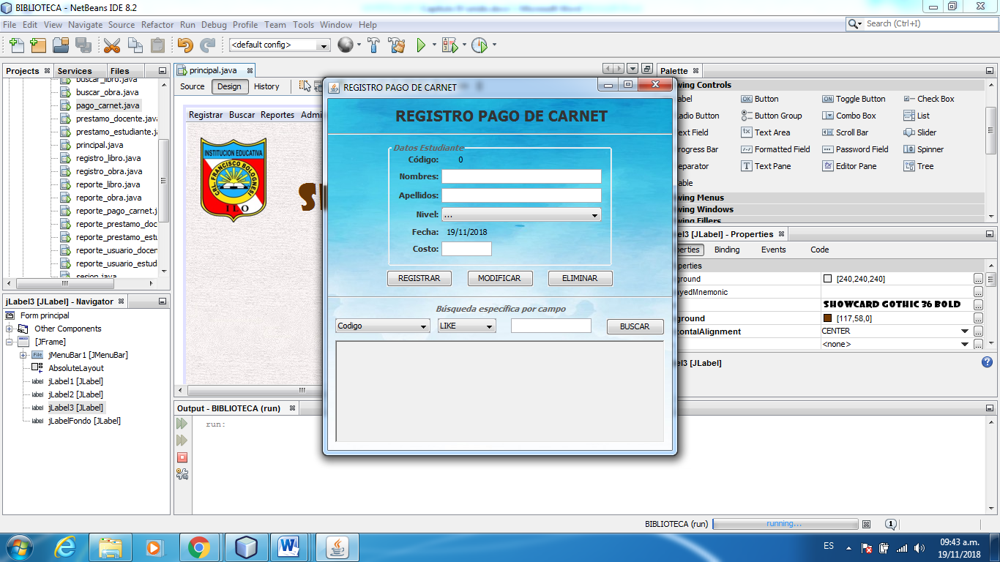 BIBLIOTECA - NetBeans IDE 8.2
File Edit View Navigate Source Refactor Run Debug Profile Team Tools Window Help
Search (Ctrl+I)
<default config>
Projects Services Files
buscar_libro.java
buscar_obra.java
pago_carnet.java
prestamo_docente.java
prestamo_estudiante.j
principal.java
registro_libro.java
registro_obra.java
reporte_libro.java
reporte_obra.java
reporte_pago_carnet.j
reporte_prestamo_doc
reporte_prestamo_estu
reporte_usuario_docen
reporte_usuario_estud
sesion.java
jLabel3 [JLabel] - Navigator
Form principal
Other Components
[JFrame]
jMenuBar1 [JMenuBar]
AbsoluteLayout
label jLabel1 [JLabel]
label jLabel2 [JLabel]
label jLabel3 [JLabel]
label jLabelFondo [JLabel]
principal.java
Source Design History
Registrar Buscar Reportes Admi
INSTITUCION EDUCATIVA
CRL. FRANCISCO BOLOGNESI
ILO
REGISTRO PAGO DE CARNET
REGISTRO PAGO DE CARNET
Datos Estudiante
Código: 0
Nombres:
Apellidos:
Nivel: ...
Fecha: 19/11/2018
Costo:
REGISTRAR MODIFICAR ELIMINAR
Búsqueda específica por campo
Codigo LIKE BUSCAR
Output - BIBLIOTECA (run)
run:
Palette
wing Controls
abel OK Button ON Toggle Button Check Box
adio Button Button Group Combo Box List
ext Field tx Text Area Scroll Bar Slider
rogress Bar Formatted Field Password Field Spinner
eparator Text Pane Editor Pane Tree
able
wing Menus
wing Windows
wing Fillers
el3 [JLabel] - Properties
perties Binding Events Code
perties
ground [240,240,240]
ayedMnemonic
SHOWCARD GOTHIC 36 BOLD
ground [117,58,0]
zontalAlignment CENTER
<none>
el3 [JLabel]
BIBLIOTECA (run) running... 1
ES
09:43 a.m.
19/11/2018